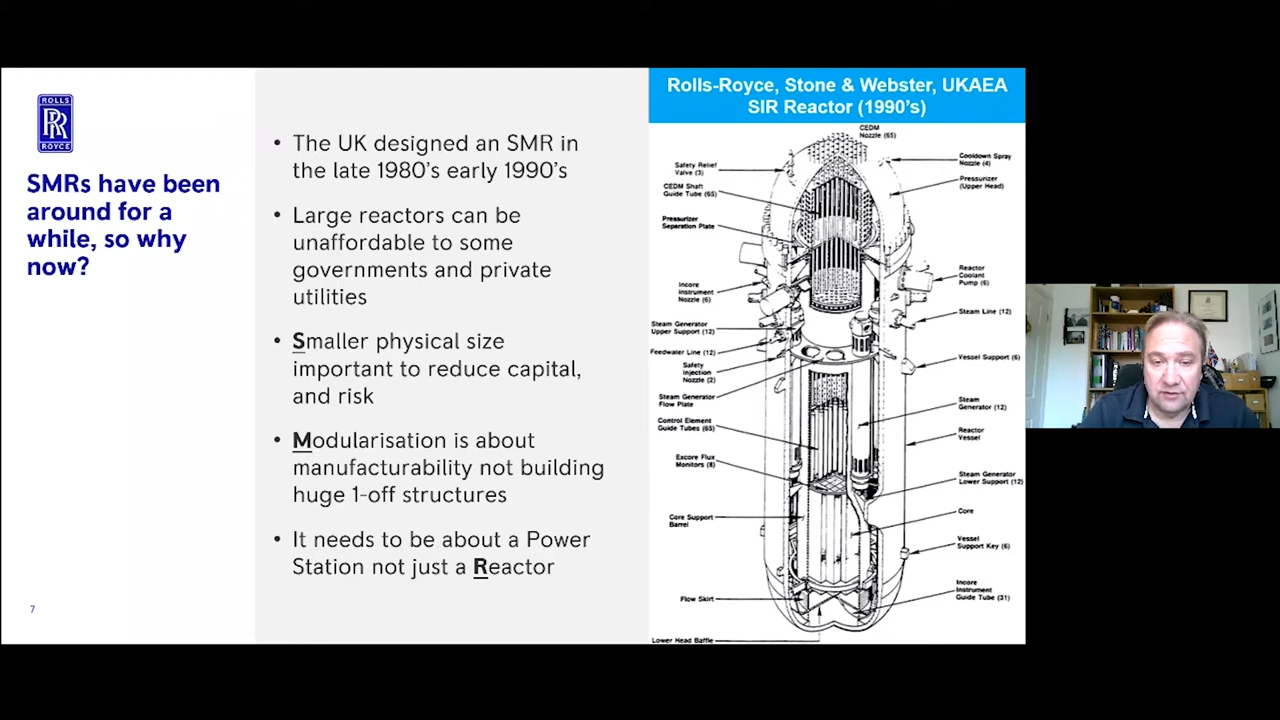 ROLLS
RR
ROYCE
SMRs have been
around for a
while, so why
now?
7
• The UK designed an SMR in
the late 1980's early 1990's
• Large reactors can be
unaffordable to some
governments and private
utilities
• Smaller physical size
important to reduce capital,
and risk
• Modularisation is about
manufacturability not building
huge 1-off structures
• It needs to be about a Power
Station not just a Reactor
Rolls-Royce, Stone & Webster, UKAEA
SIR Reactor (1990's)
CEDM
Nozzle (65)
Safety Relief
Valve (3)
CEDM Shaft
Guide Tube (65)
Pressurizer
Separation Plate
Incore
Instrument
Nozzle (6)
Steam Generator
Upper Support (12)
Feedwater Line (12)
Safety
Injection
Nozzle (2)
Steam Generator
Flow Plate
Control Element
Guide Tubes (65)
Excore Flux
Monitors (8)
Core Support
Barrel
Flow Skirt
Lower Head Baffle
Cooldown Spray
Nozzle (4)
Pressurizer
(Upper Head)
Reactor
Coolant
Pump (6)
Steam Line (12)
Vessel Support (6)
Steam
Generator (12)
Reactor
Vessel
Steam Generator
Lower Support (12)
Core
Vessel
Support Key (6)
Incore
Instrument
Guide Tube (31)